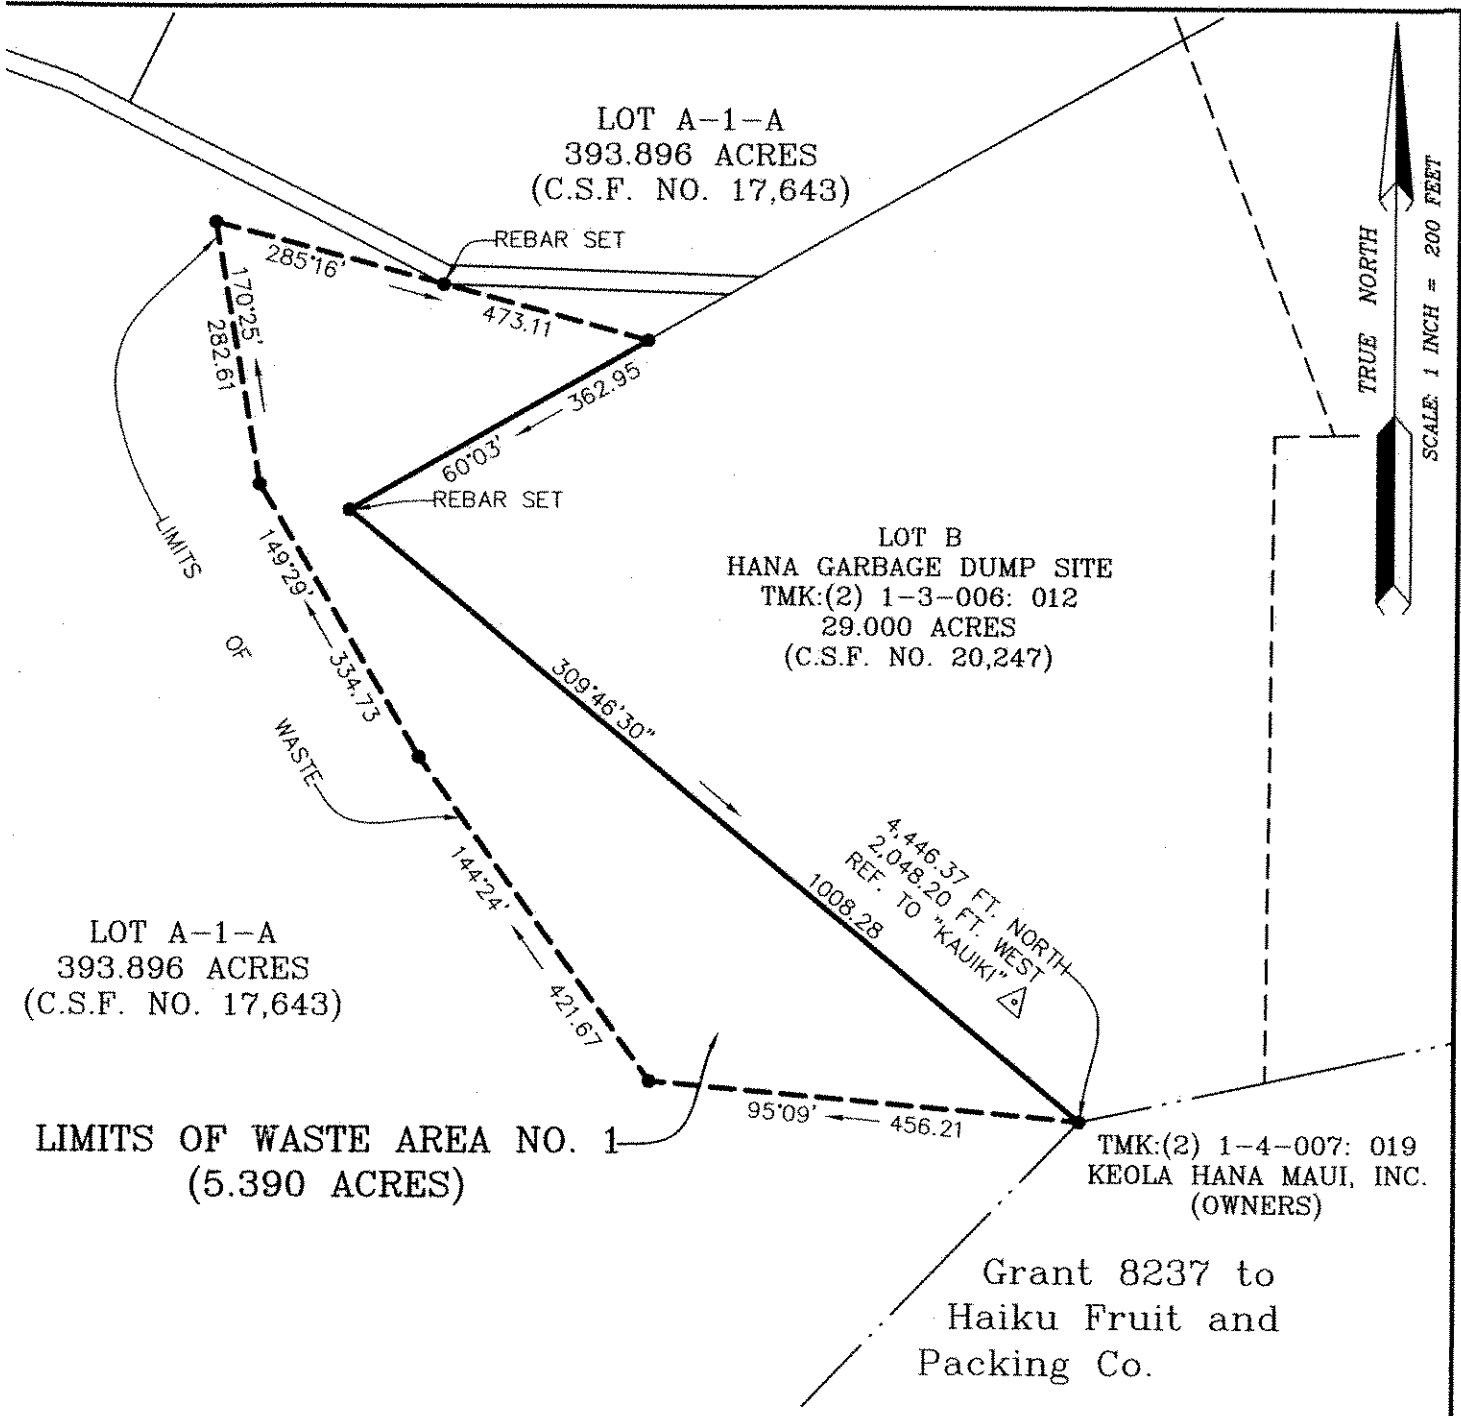 LOT A-1-A
393.896 ACRES
(C.S.F. NO. 17,643)
REBAR SET
285°16'
473.11
170°25'
282.61
362.95
60°03'
REBAR SET
TRUE NORTH
SCALE: 1 INCH = 200 FEET
LIMITS
OF
WASTE
149°29'
334.73
LOT B
HANA GARBAGE DUMP SITE
TMK:(2) 1-3-006: 012
29.000 ACRES
(C.S.F. NO. 20,247)
309°46'30"
1008.28
4,446.37 FT. NORTH
2,048.20 FT. WEST
REF. TO "KAUIKI"
144°24'
421.67
LOT A-1-A
393.896 ACRES
(C.S.F. NO. 17,643)
95°09'
456.21
LIMITS OF WASTE AREA NO. 1
(5.390 ACRES)
TMK:(2) 1-4-007: 019
KEOLA HANA MAUI, INC.
(OWNERS)
Grant 8237 to
Haiku Fruit and
Packing Co.